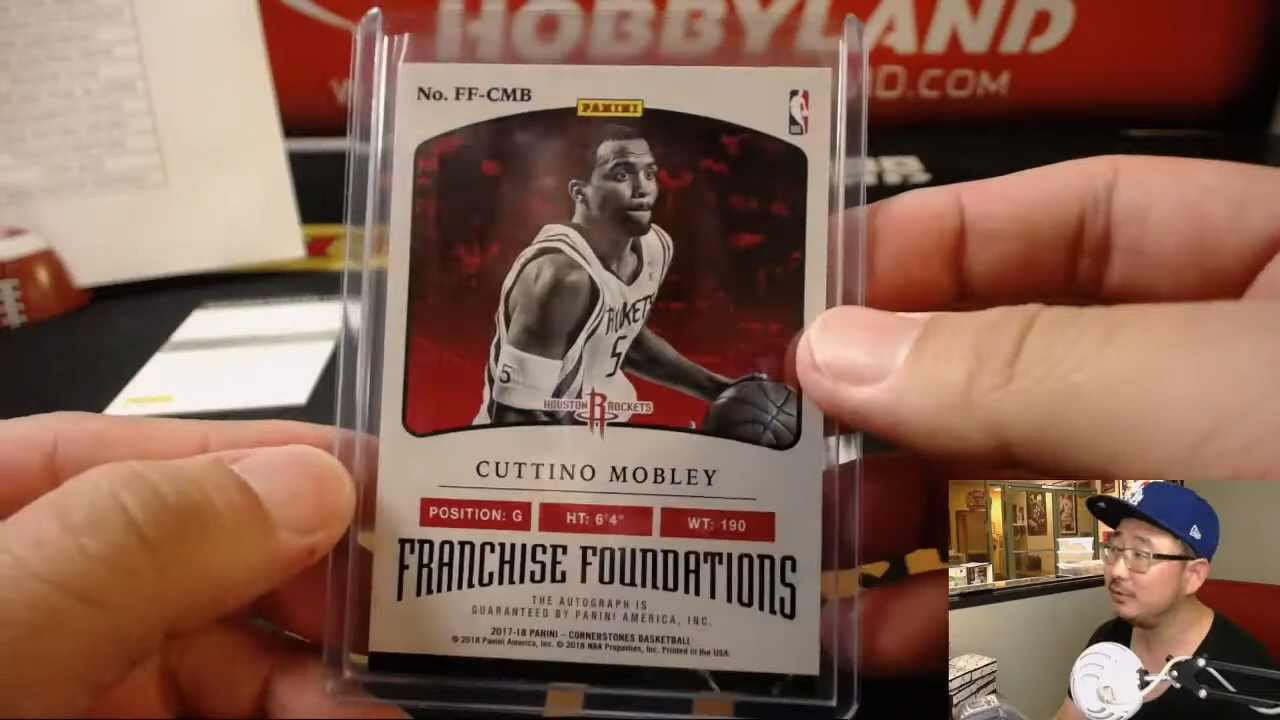 HOBBYLAND
D.COM
No. FF-CMB
PANINI
ROCKETS
5
5
HOUSTON ROCKETS
CUTTINO MOBLEY
POSITION: G
HT: 6'4"
WT: 190
FRANCHISE FOUNDATIONS
THE AUTOGRAPH IS
GUARANTEED BY PANINI AMERICA, INC.
2017-18 PANINI – CORNERSTONES BASKETBALL
© 2018 Panini America, Inc. © 2018 NBA Properties, Inc. Printed in the USA